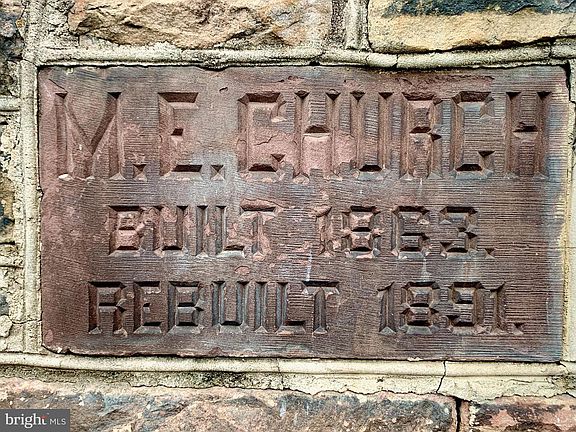 M.E. CHURCH
BUILT 1863.
REBUILT 1891.
bright MLS